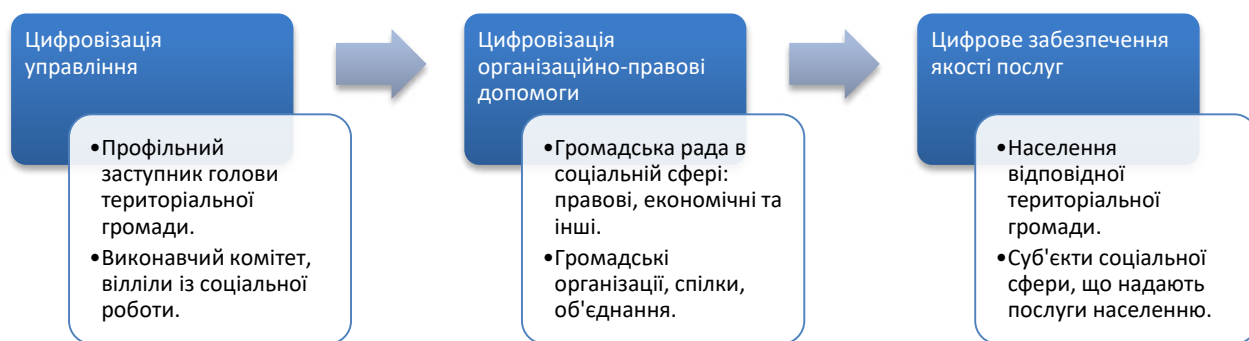 Цифровізація
управління
•Профільний
заступник голови
територіальної
громади.
•Виконавчий комітет,
вілліли із соціальної
роботи.
Цифровізація
організаційно-правові
допомоги
•Громадська рада в
соціальній сфері:
правові, економічні та
інші.
•Громадські
організації, спілки,
об'єднання.
Цифрове забезпечення
якості послуг
•Населення
відповідної
територіальної
громади.
•Суб'єкти соціальної
сфери, що надають
послуги населенню.